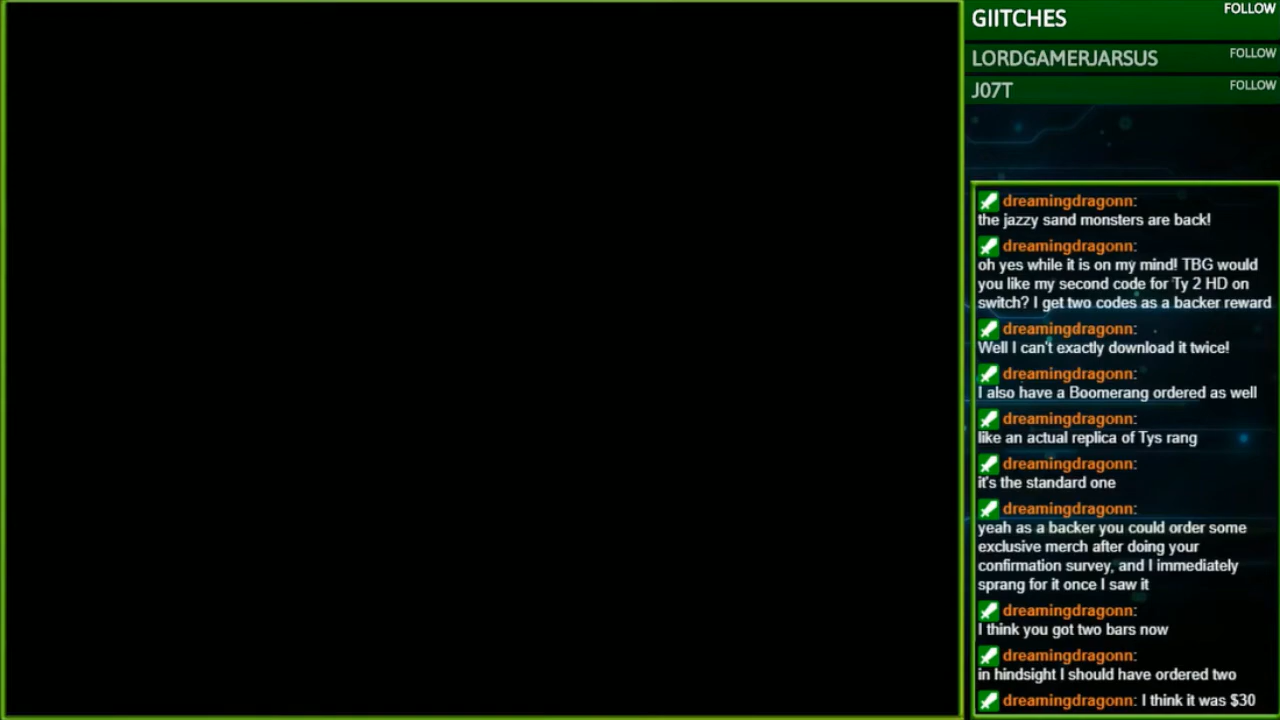 GIITCHES
FOLLOW
LORDGAMERJARSUS
FOLLOW
J07T
FOLLOW
dreamingdragonn:
the jazzy sand monsters are back!
dreamingdragonn:
oh yes while it is on my mind! TBG would
you like my second code for Ty 2 HD on
switch? I get two codes as a backer reward
dreamingdragonn:
Well I can't exactly download it twice!
dreamingdragonn:
I also have a Boomerang ordered as well
dreamingdragonn:
like an actual replica of Tys rang
dreamingdragonn:
it's the standard one
dreamingdragonn:
yeah as a backer you could order some
exclusive merch after doing your
confirmation survey, and I immediately
sprang for it once I saw it
dreamingdragonn:
I think you got two bars now
dreamingdragonn:
in hindsight I should have ordered two
dreamingdragonn: I think it was $30